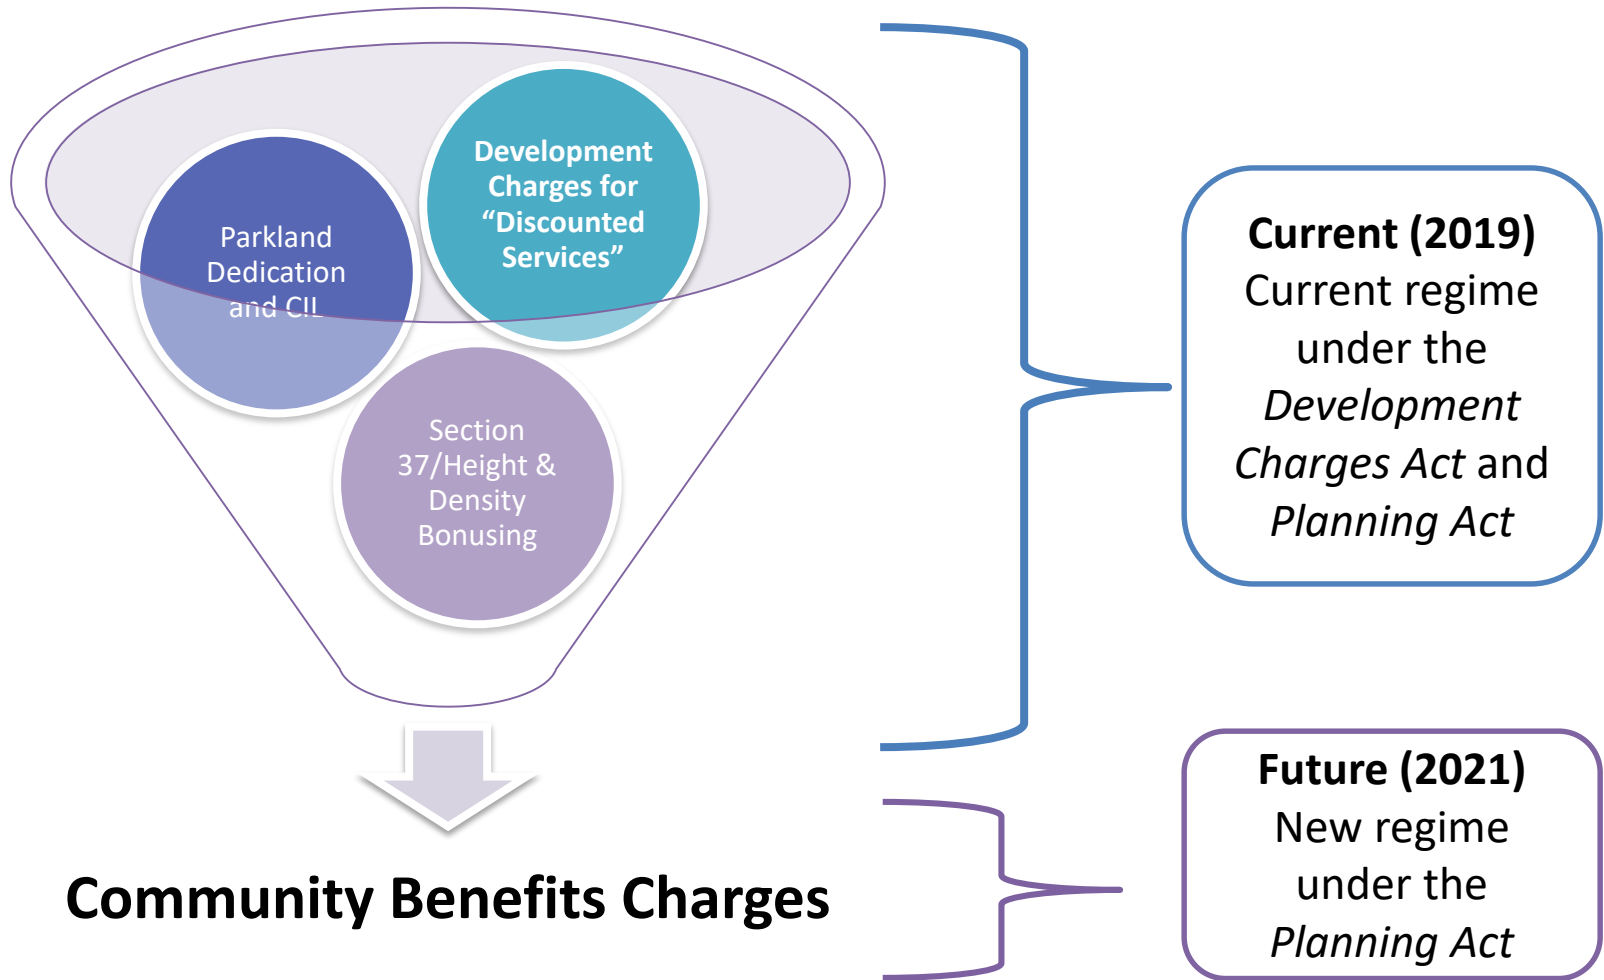 Development
Charges for
“Discounted
Services”
Parkland
Dedication
and CIL
Section
37/Height &
Density
Bonusing
Community Benefits Charges
Current (2019)
Current regime
under the
Development
Charges Act and
Planning Act
Future (2021)
New regime
under the
Planning Act